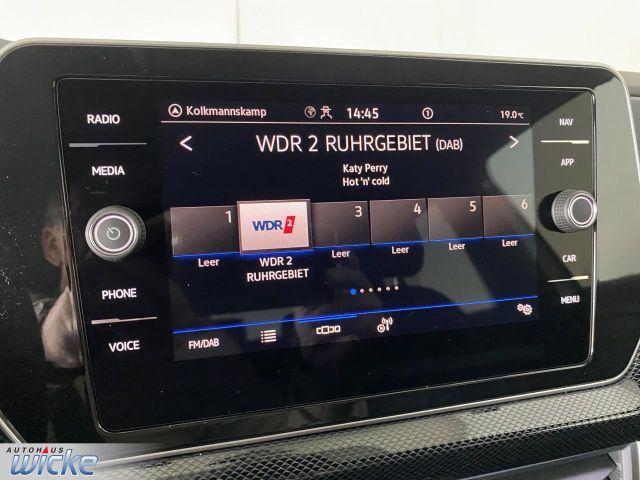 RADIO
MEDIA
PHONE
VOICE
Kolkmannskamp 14:45 1 19.0°C
< WDR 2 RUHRGEBIET (DAB) >
Katy Perry
Hot 'n' cold
1 WDR 2 3 4 5 6
Leer WDR 2 RUHRGEBIET Leer Leer Leer Leer
FM/DAB
NAV
APP
CAR
MENU
AUTOHAUS
WICKE